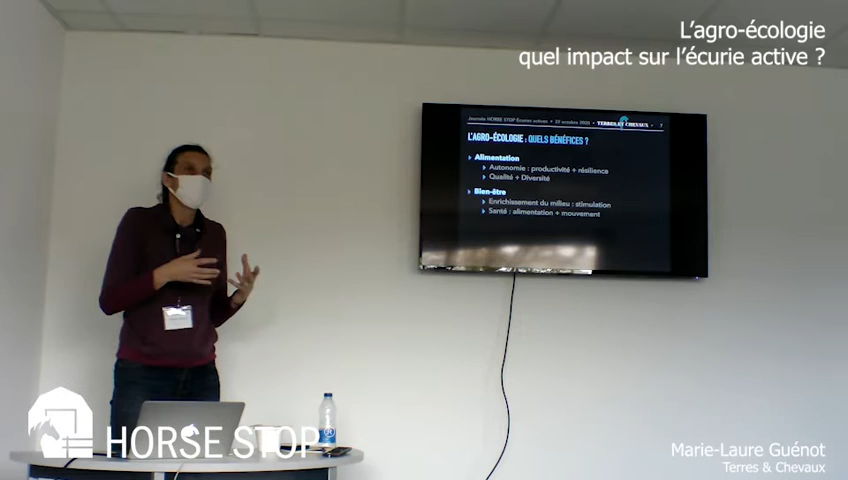 L'agro-écologie
quel impact sur l'écurie active ?
Journée HORSE STOP Écuries actives • 23 octobre 2020 • TERRES ET CHEVAUX • 7
L'AGRO-ÉCOLOGIE : QUELS BÉNÉFICES ?
Alimentation
Autonomie : productivité + résilience
Qualité + Diversité
Bien-être
Enrichissement du milieu : stimulation
Santé : alimentation + mouvement
HORSE STOP
Marie-Laure Guénot
Terres & Chevaux